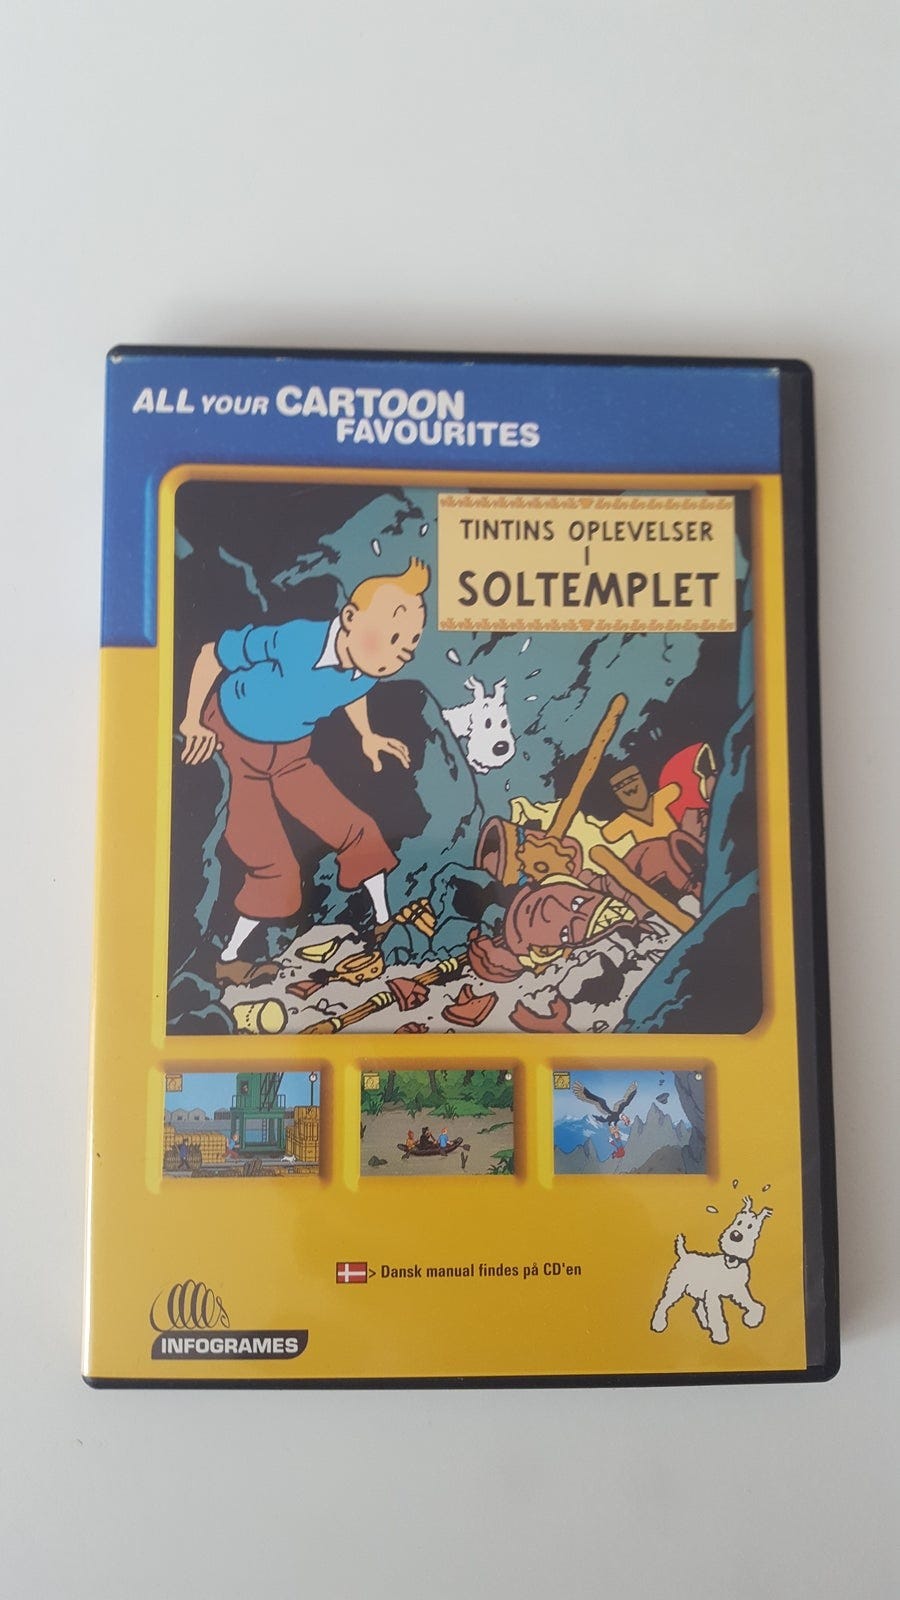 ALL YOUR CARTOON
FAVOURITES
TINTINS OPLEVELSER
I
SOLTEMPLET
> Dansk manual findes på CD'en
INFOGRAMES